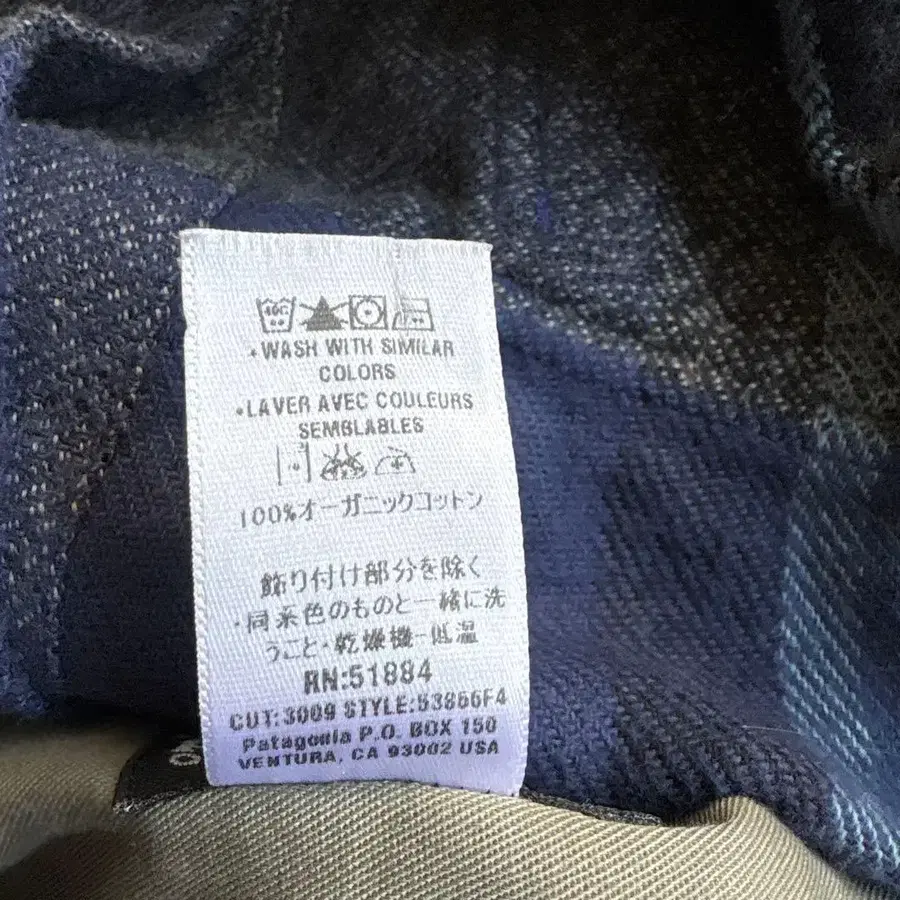 40C
• WASH WITH SIMILAR
COLORS
• LAVER AVEC COULEURS
SEMBLABLES
100%オーガニックコットン
飾り付け部分を除く
・同系色のものと一緒に洗
うこと・乾燥機-低温
RN:51884
CUT:3009 STYLE:53856F4
Patagonia P.O. BOX 150
VENTURA, CA 93002 USA